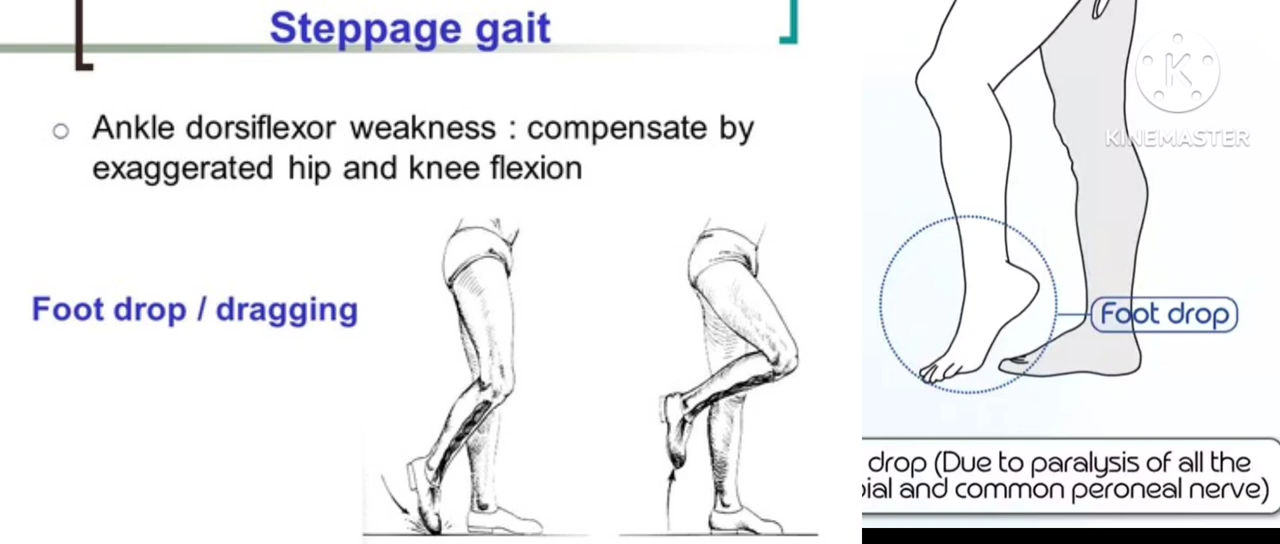 Steppage gait
○ Ankle dorsiflexor weakness : compensate by
exaggerated hip and knee flexion
Foot drop / dragging
K
KINEMASTER
Foot drop
drop (Due to paralysis of all the
and common peroneal nerve)